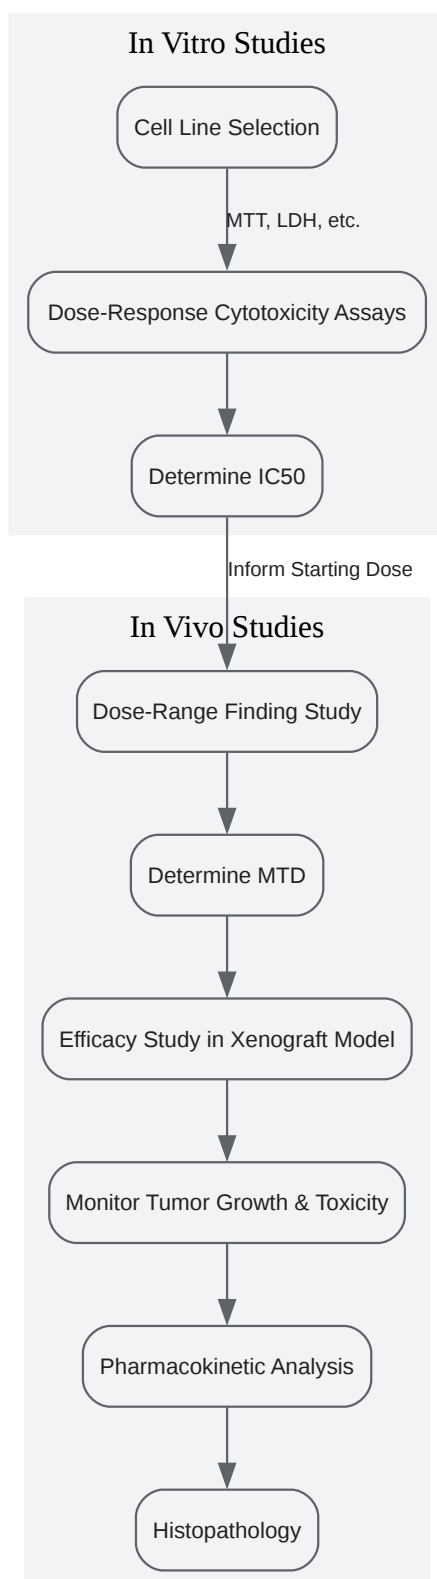 In Vitro Studies
Cell Line Selection
MTT, LDH, etc.
Dose-Response Cytotoxicity Assays
Determine IC50
Inform Starting Dose
In Vivo Studies
Dose-Range Finding Study
Determine MTD
Efficacy Study in Xenograft Model
Monitor Tumor Growth & Toxicity
Pharmacokinetic Analysis
Histopathology